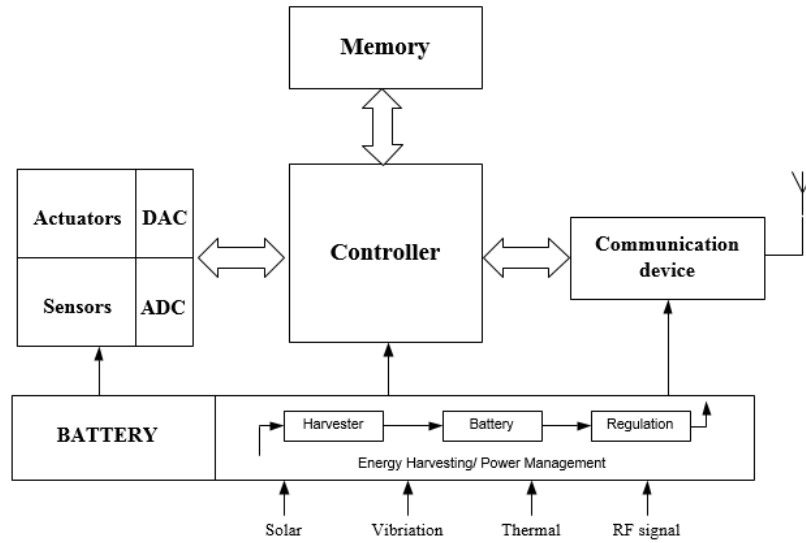 Memory
Actuators
DAC
Controller
Communication
device
Sensors
ADC
BATTERY
Harvester
Battery
Regulation
Energy Harvesting/ Power Management
Solar
Vibriation
Thermal
RF signal